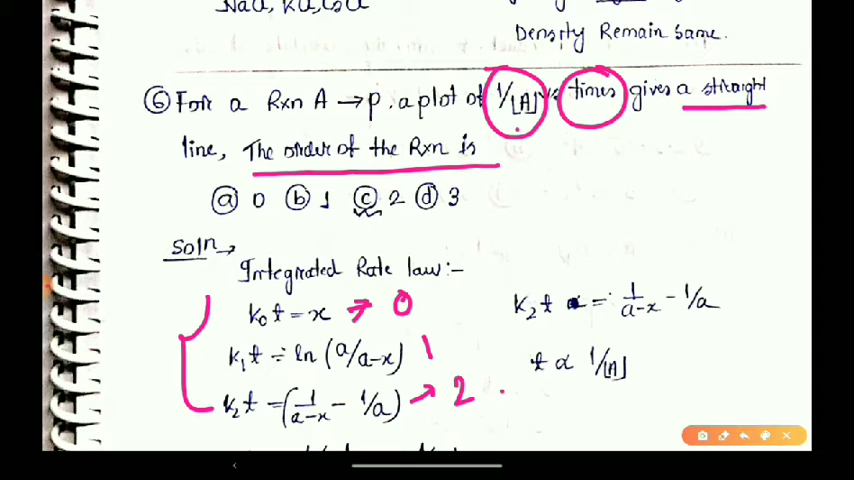 Density Remain same.
⑥ For a Rxn A → p, a plot of 1/[A] vs times gives a straight
line, The order of the Rxn is
ⓐ 0 ⓑ 1 ⓒ 2 ⓓ 3
Soln →
Integrated Rate law:-
k₀t = x → 0
k₁t = ln (a/a-x) 1
k₂t = (1/a-x - 1/a) → 2
k₂t = 1/a-x - 1/a
t ∝ 1/[A]